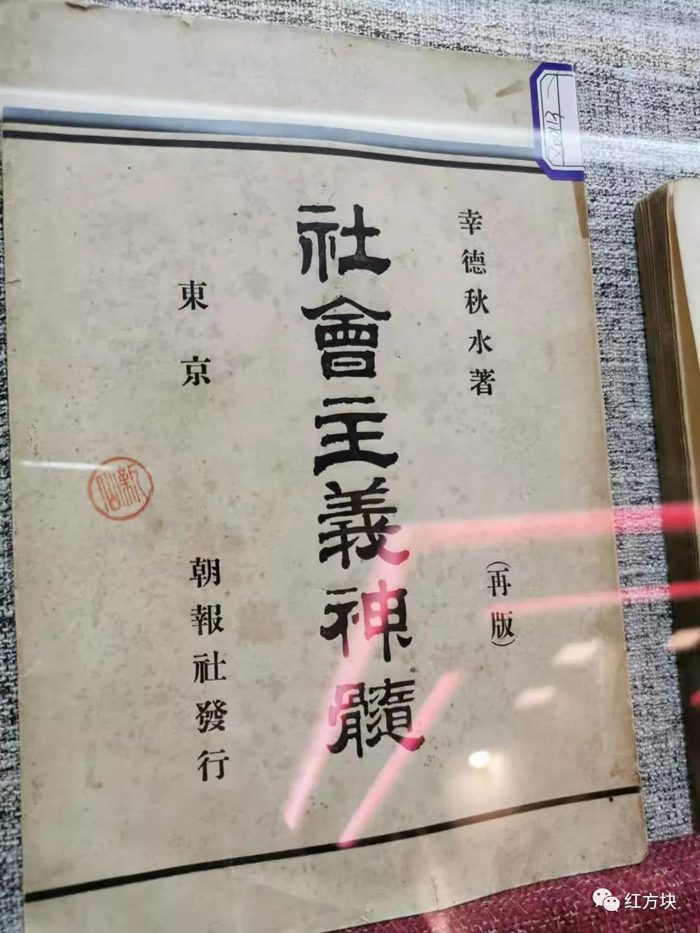 幸德秋水著
(再版)
社會主義神髓
東京
朝報社發行
红方块